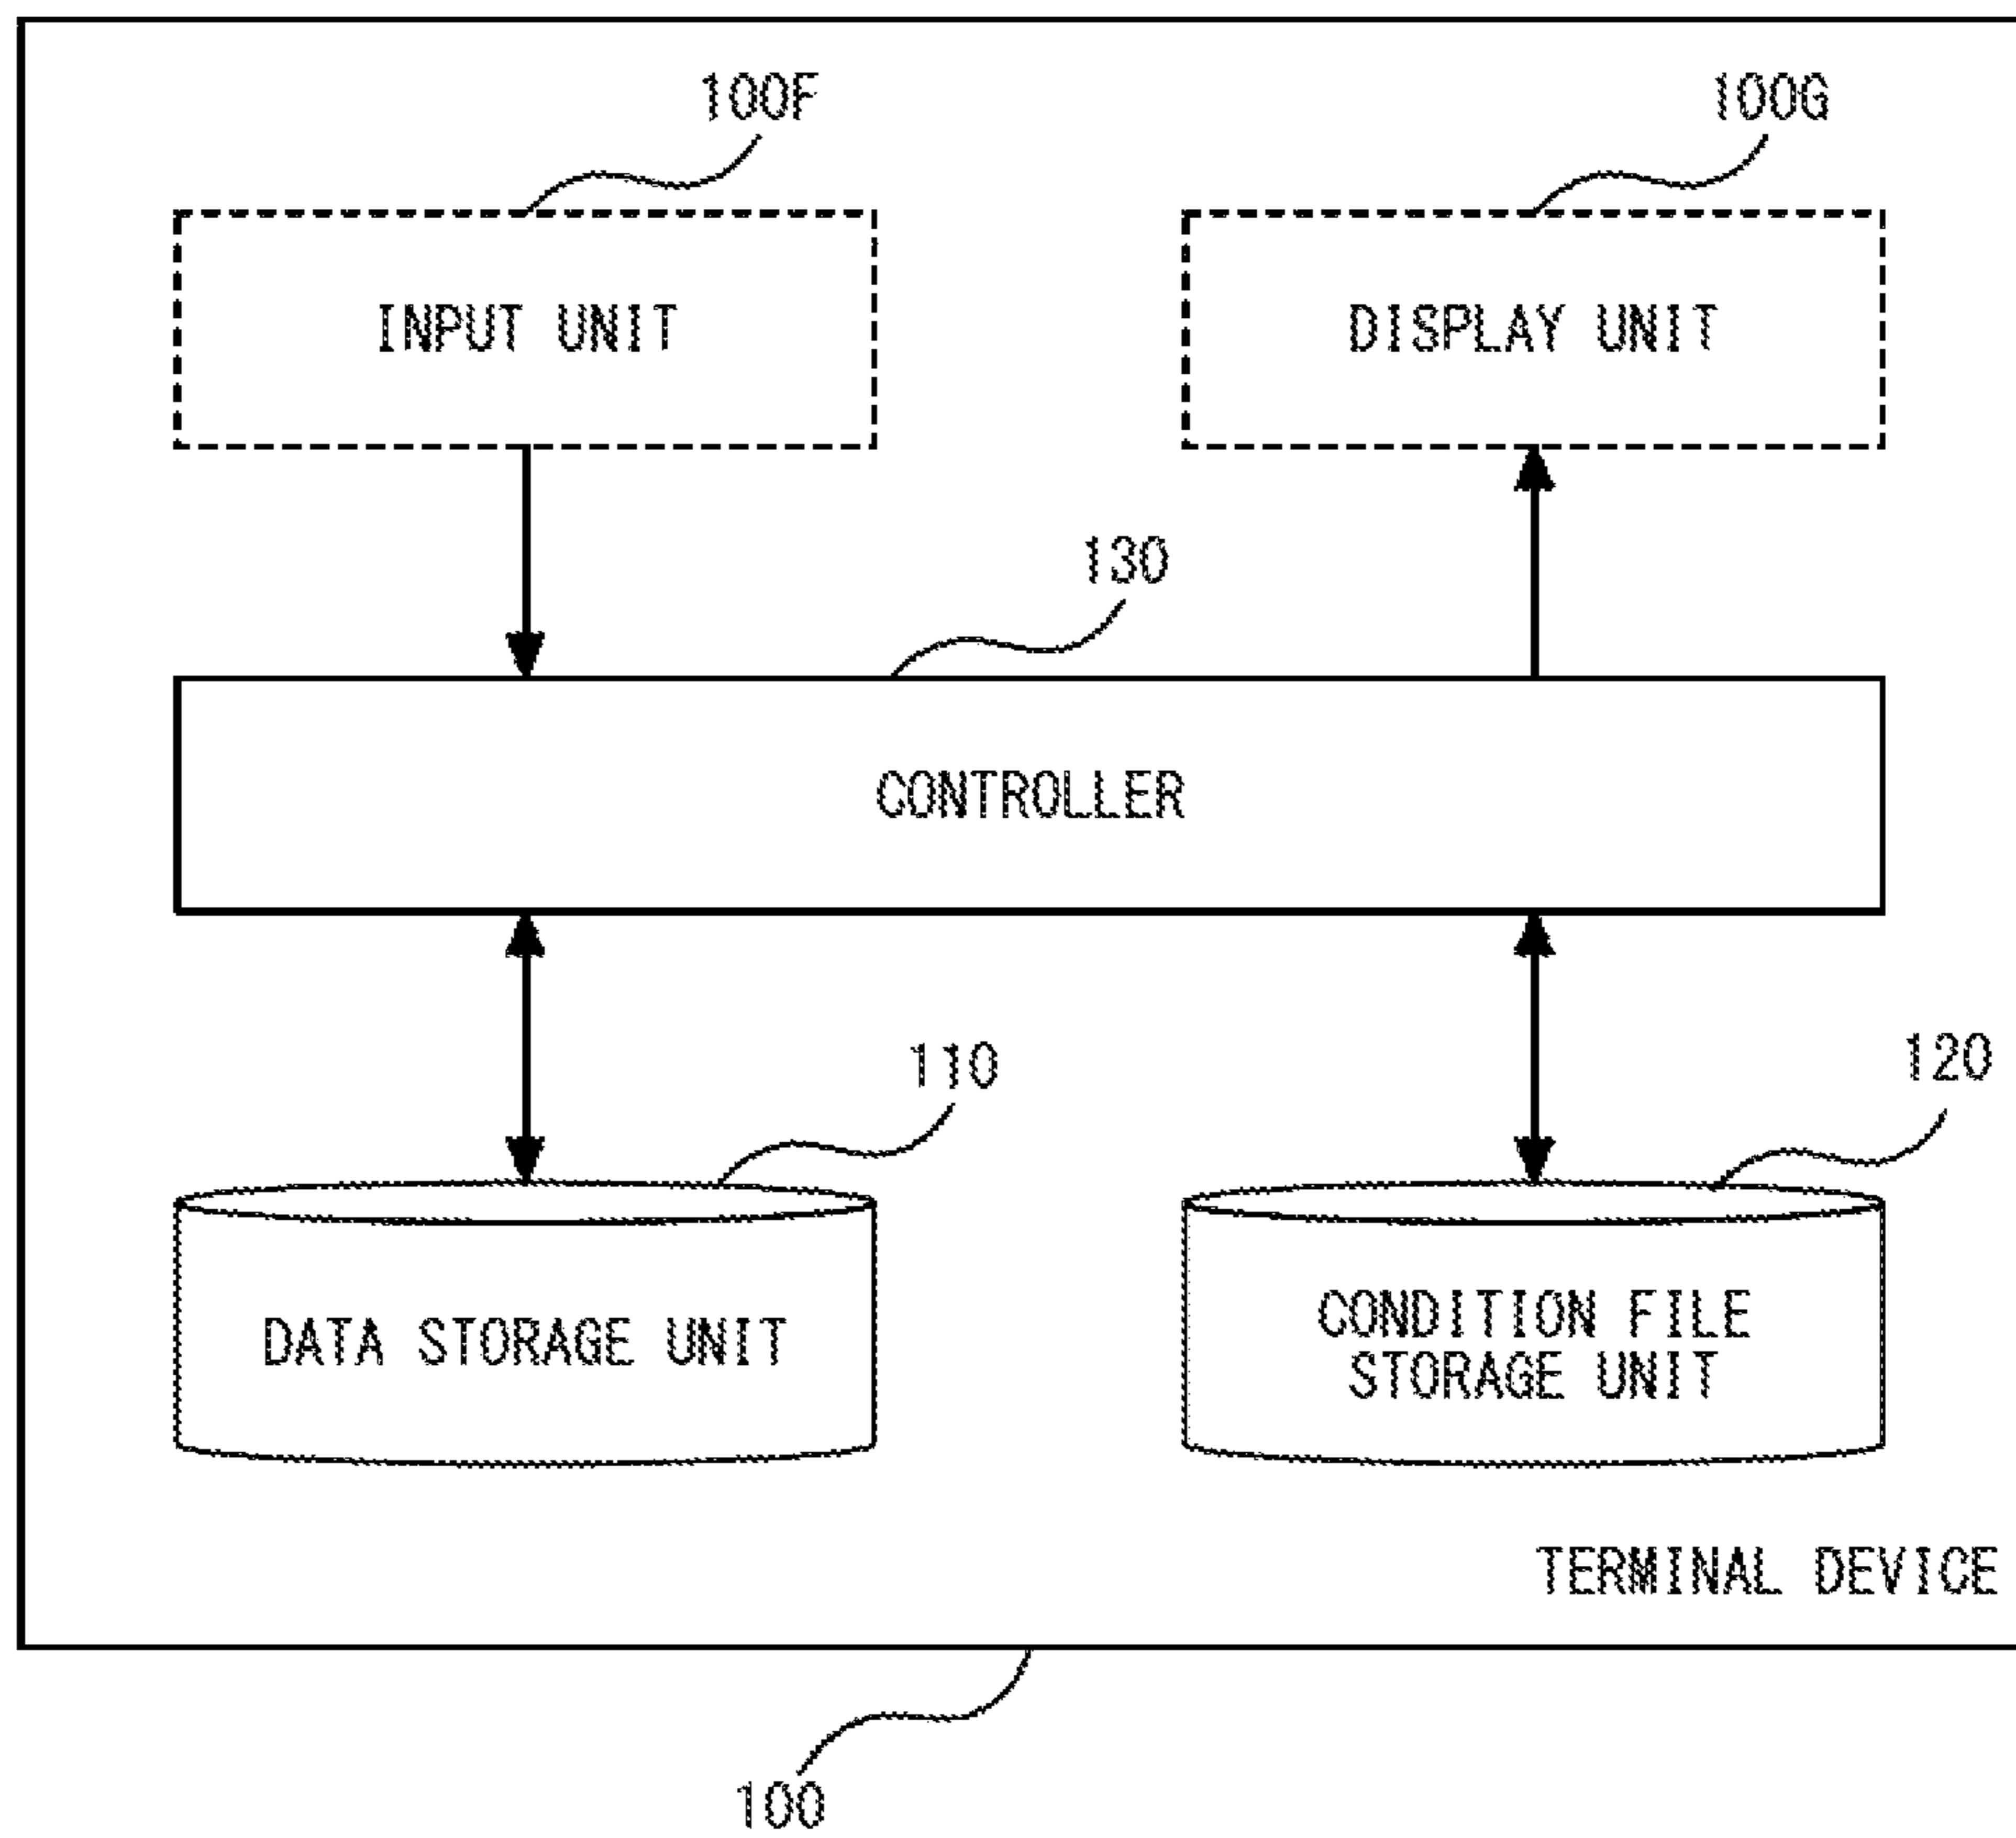 100F
100G
INPUT UNIT
DISPLAY UNIT
130
CONTROLLER
110
120
DATA STORAGE UNIT
CONDITION FILE
STORAGE UNIT
TERMINAL DEVICE
100